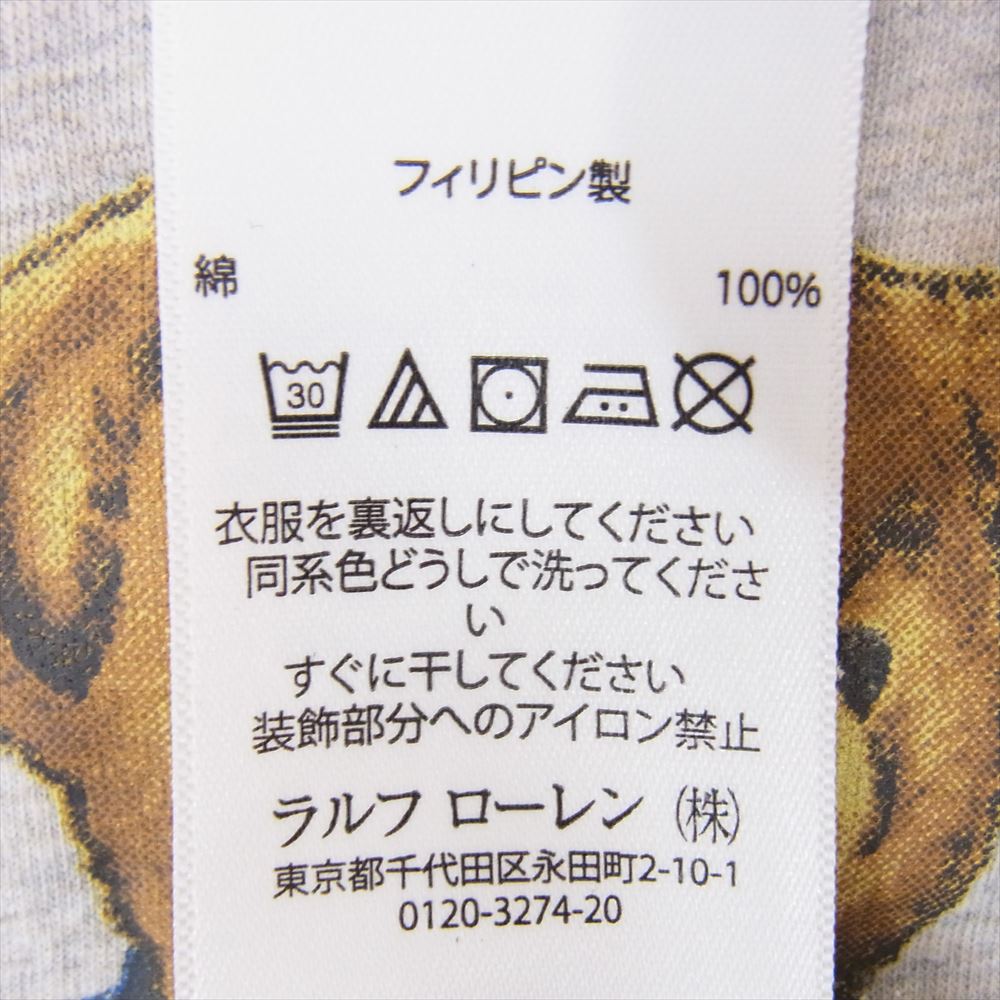 フィリピン製
綿 100%
30
衣服を裏返しにしてください
同系色どうしで洗ってくださ
い
すぐに干してください
装飾部分へのアイロン禁止
ラルフ ローレン ㈱
東京都千代田区永田町2-10-1
0120-3274-20